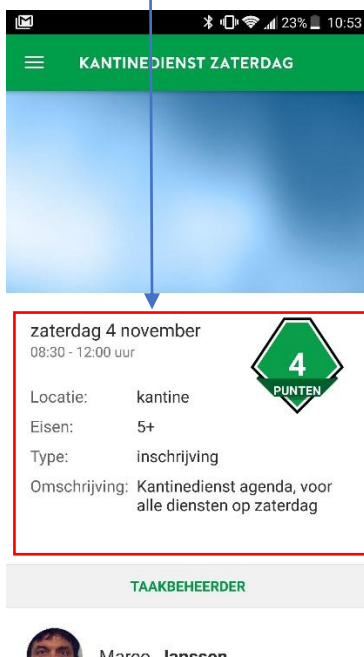 23% 10:53
KANTINEDIENST ZATERDAG
zaterdag 4 november
08:30 - 12:00 uur
4
PUNTEN
Locatie: kantine
Eisen: 5+
Type: inschrijving
Omschrijving: Kantinedienst agenda, voor
alle diensten op zaterdag
TAAKBEHEERDER
Marco Janssen